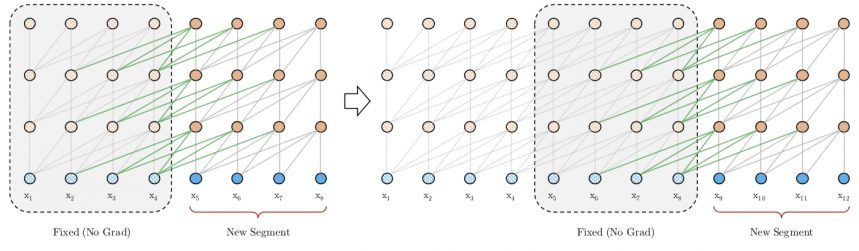 x1 x2 x3 x4 x5 x6 x7 x8 x1 x2 x3 x4 x5 x6 x7 x8 x9 x10 x11 x12
Fixed (No Grad) New Segment Fixed (No Grad) New Segment